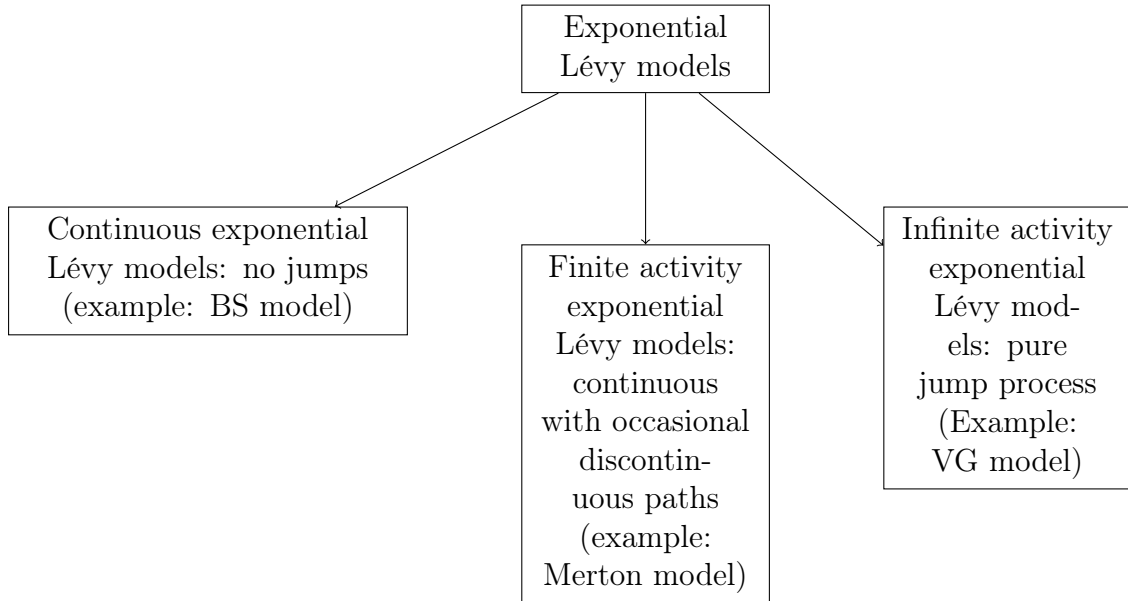 Exponential
Lévy models
Continuous exponential
Lévy models: no jumps
(example: BS model)
Finite activity
exponential
Lévy models:
continuous
with occasional
discontin-
uous paths
(example:
Merton model)
Infinite activity
exponential
Lévy mod-
els: pure
jump process
(Example:
VG model)